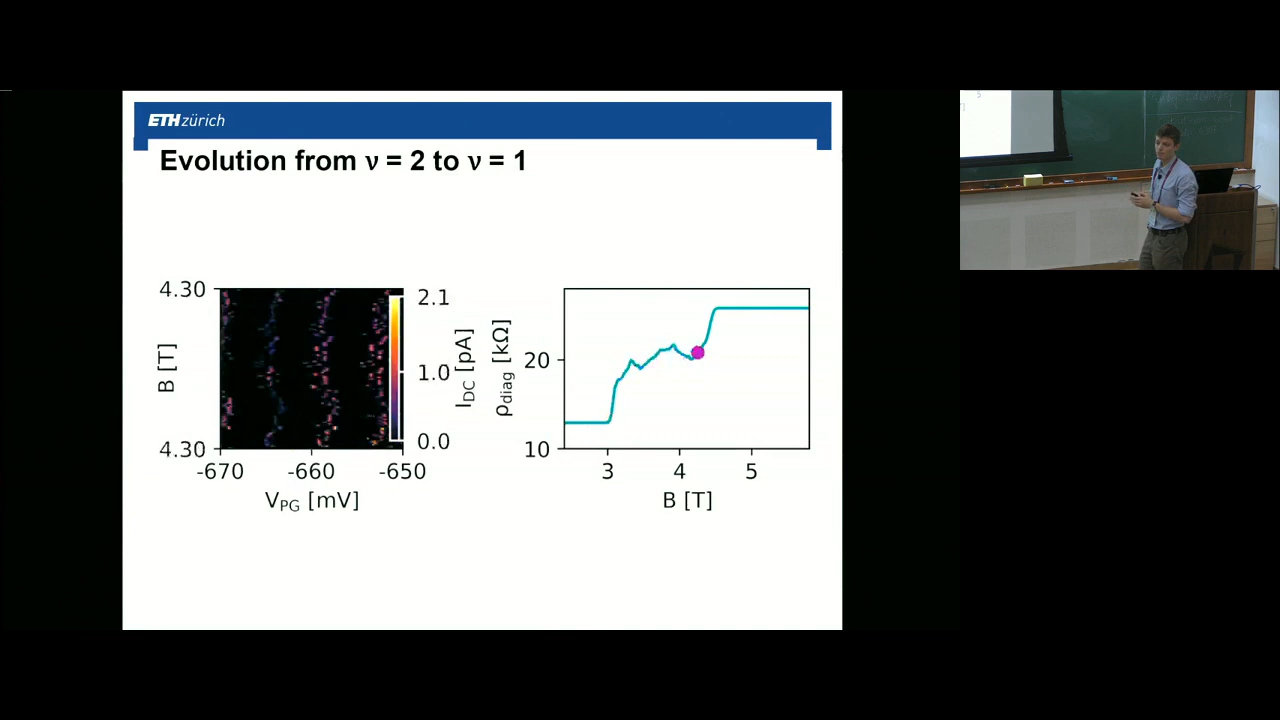 ETH zürich
Evolution from ν = 2 to ν = 1
4.30
4.30
B [T]
-670 -660 -650
V_PG [mV]
2.1
1.0
0.0
I_DC [pA]
ρ_diag [kΩ]
20
10
3 4 5
B [T]